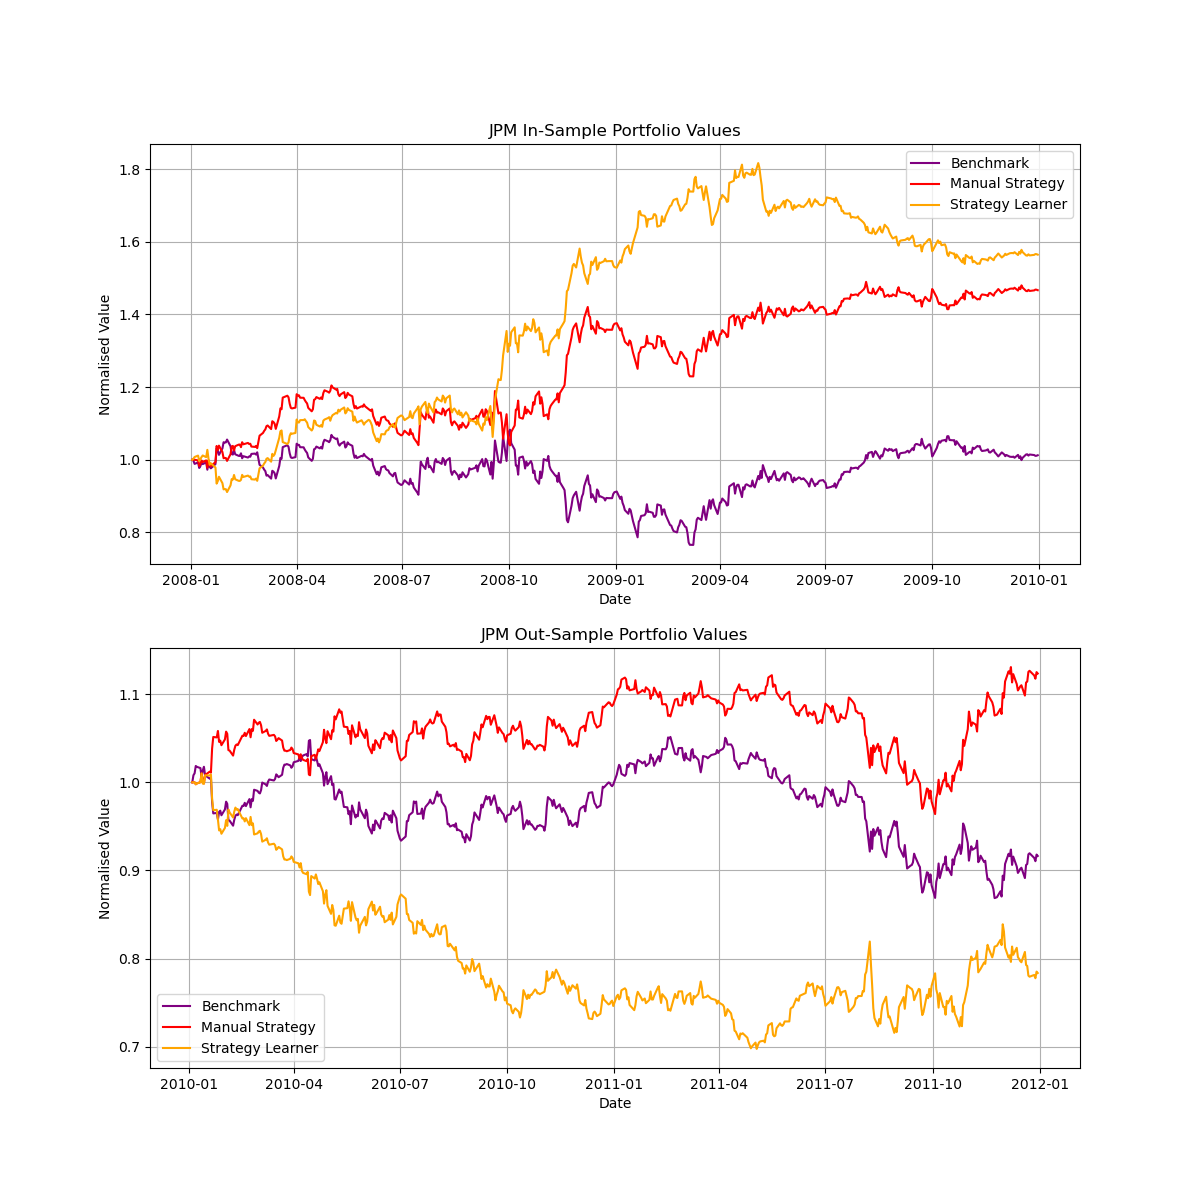 JPM In-Sample Portfolio Values
Normalised Value
1.8
1.6
1.4
1.2
1.0
0.8
Benchmark
Manual Strategy
Strategy Learner
2008-01 2008-04 2008-07 2008-10 2009-01 2009-04 2009-07 2009-10 2010-01
Date
JPM Out-Sample Portfolio Values
Normalised Value
1.1
1.0
0.9
0.8
0.7
Benchmark
Manual Strategy
Strategy Learner
2010-01 2010-04 2010-07 2010-10 2011-01 2011-04 2011-07 2011-10 2012-01
Date